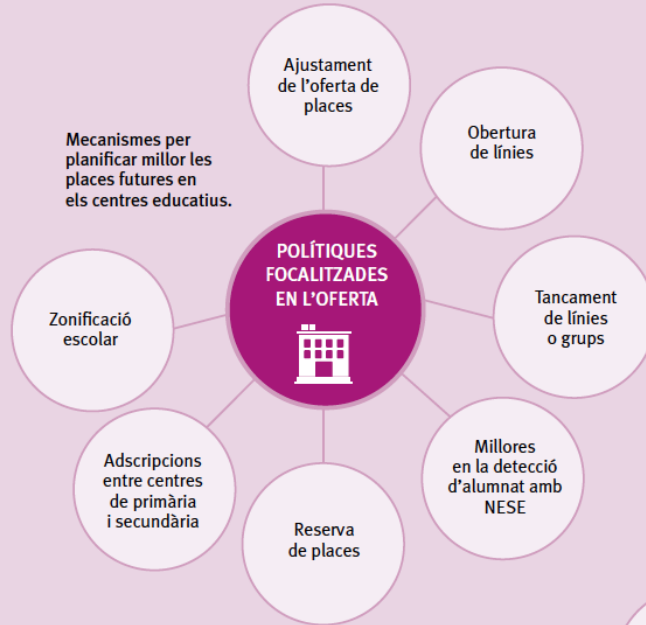 Ajustament
de l'oferta de
places
Obertura
de línies
Mecanismes per
planificar millor les
places futures en
els centres educatius.
POLÍTIQUES
FOCALITZADES
EN L'OFERTA
Zonificació
escolar
Tancament
de línies
o grups
Adscripcions
entre centres
de primària
i secundària
Millores
en la detecció
d'alumnat amb
NESE
Reserva
de places